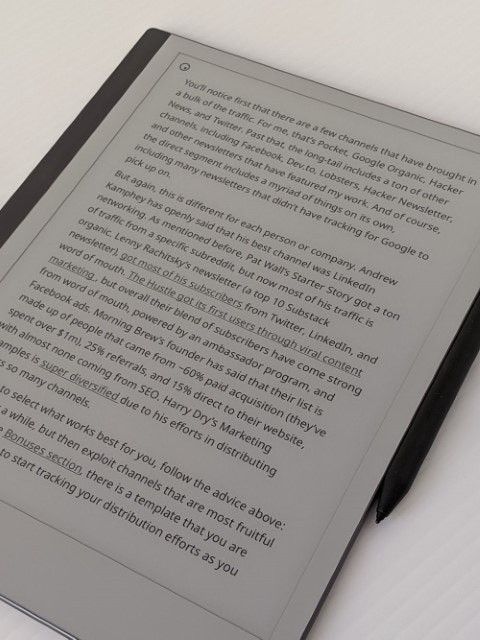 You'll notice first that there are a few channels that have brought in
a bulk of the traffic. For me, that's Pocket, Google Organic, Hacker
News, and Twitter. Past that, the long-tail includes a ton of other
channels, including Facebook, Dev.to, Lobsters, Hacker Newsletter,
and other newsletters that have featured my work. And of course,
the direct segment includes a myriad of things on its own,
including many newsletters that didn't have tracking for Google to
pick up on.
But again, this is different for each person or company. Andrew
Kamphey has openly said that his best channel was LinkedIn
networking. As mentioned before, Pat Wall's Starter Story got a ton
of traffic from a specific subreddit, but now most of his traffic is
organic. Lenny Rachitsky's newsletter (a top 10 Substack
newsletter), got most of his subscribers from Twitter, LinkedIn, and
word of mouth. The Hustle got its first users through viral content
marketing, but overall their blend of subscribers have come strong
from word of mouth, powered by an ambassador program, and
Facebook ads. Morning Brew's founder has said that their list is
made up of people that came from ~60% paid acquisition (they've
spent over $1m), 25% referrals, and 15% direct to their website,
with almost none coming from SEO. Harry Dry's Marketing
amples is super diversified due to his efforts in distributing
s so many channels.
to select what works best for you, follow the advice above:
a while, but then exploit channels that are most fruitful
e Bonuses section, there is a template that you are
to start tracking your distribution efforts as you